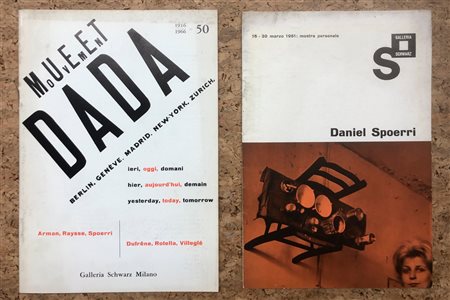 MOUVEMENT
1916
1966
50
DADA
BERLIN, GENÈVE, MADRID, NEW-YORK, ZURICH,
ieri, oggi, domani
hier, aujourd'hui, demain
yesterday, today, tomorrow
Arman, Raysse, Spoerri
Dufrêne, Rotella, Villeglé
Galleria Schwarz Milano
16-30 marzo 1961: mostra personale
GALLERIA
SCHWARZ
S
Daniel Spoerri